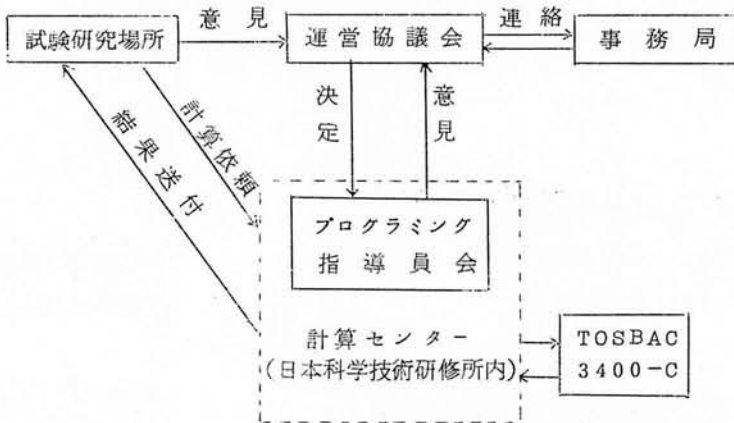 試験研究場所
意見
運営協議会
連絡
事務局
決定
意見
計算依頼
結果送付
プログラミング
指導員会
計算センター
(日本科学技術研修所内)
TOSBAC
3400-C